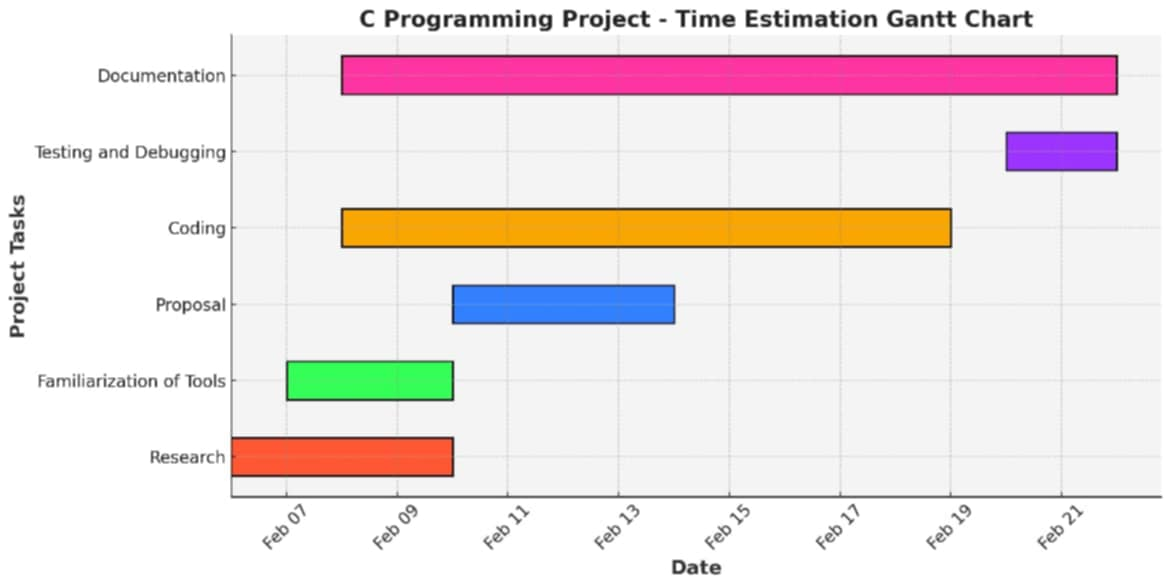 C Programming Project - Time Estimation Gantt Chart
Project Tasks
Documentation
Testing and Debugging
Coding
Proposal
Familiarization of Tools
Research
Feb 07
Feb 09
Feb 11
Feb 13
Feb 15
Feb 17
Feb 19
Feb 21
Date